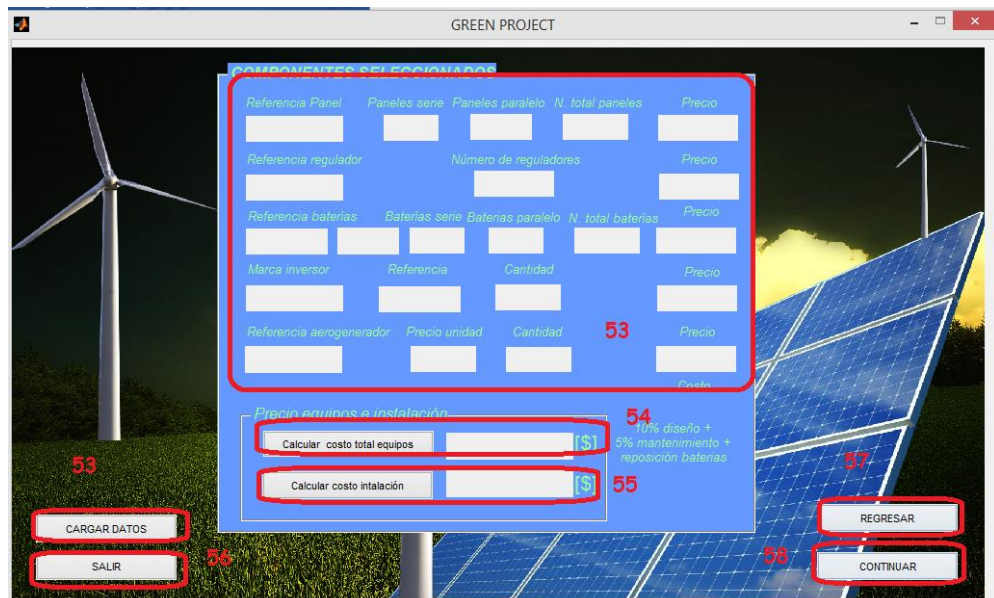 GREEN PROJECT
COMPONENTES SELECCIONADOS
Referencia Panel Paneles serie Paneles paralelo N. total paneles Precio
Referencia regulador Número de reguladores Precio
Referencia baterías Baterías serie Baterias paralelo N. total baterías Precio
Marca inversor Referencia Cantidad Precio
Referencia aerogenerador Precio unidad Cantidad 53 Precio
Costo
Precio equipos e instalación 54
Calcular costo total equipos [$] 10% diseño +
5% mantenimiento +
reposición baterias
Calcular costo intalación [$] 55
53
CARGAR DATOS
56
SALIR
57
REGRESAR
58
CONTINUAR